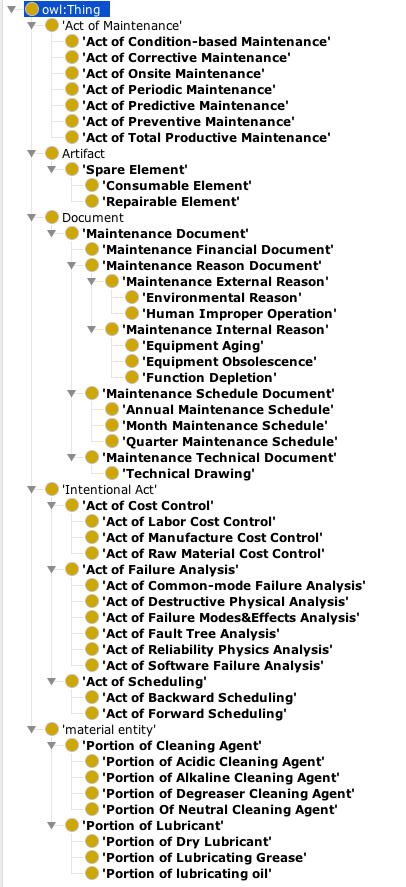 owl:Thing
'Act of Maintenance'
'Act of Condition-based Maintenance'
'Act of Corrective Maintenance'
'Act of Onsite Maintenance'
'Act of Periodic Maintenance'
'Act of Predictive Maintenance'
'Act of Preventive Maintenance'
'Act of Total Productive Maintenance'
Artifact
'Spare Element'
'Consumable Element'
'Repairable Element'
Document
'Maintenance Document'
'Maintenance Financial Document'
'Maintenance Reason Document'
'Maintenance External Reason'
'Environmental Reason'
'Human Improper Operation'
'Maintenance Internal Reason'
'Equipment Aging'
'Equipment Obsolescence'
'Function Depletion'
'Maintenance Schedule Document'
'Annual Maintenance Schedule'
'Month Maintenance Schedule'
'Quarter Maintenance Schedule'
'Maintenance Technical Document'
'Technical Drawing'
'Intentional Act'
'Act of Cost Control'
'Act of Labor Cost Control'
'Act of Manufacture Cost Control'
'Act of Raw Material Cost Control'
'Act of Failure Analysis'
'Act of Common-mode Failure Analysis'
'Act of Destructive Physical Analysis'
'Act of Failure Modes&Effects Analysis'
'Act of Fault Tree Analysis'
'Act of Reliability Physics Analysis'
'Act of Software Failure Analysis'
'Act of Scheduling'
'Act of Backward Scheduling'
'Act of Forward Scheduling'
'material entity'
'Portion of Cleaning Agent'
'Portion of Acidic Cleaning Agent'
'Portion of Alkaline Cleaning Agent'
'Portion of Degreaser Cleaning Agent'
'Portion Of Neutral Cleaning Agent'
'Portion of Lubricant'
'Portion of Dry Lubricant'
'Portion of Lubricating Grease'
'Portion of lubricating oil'